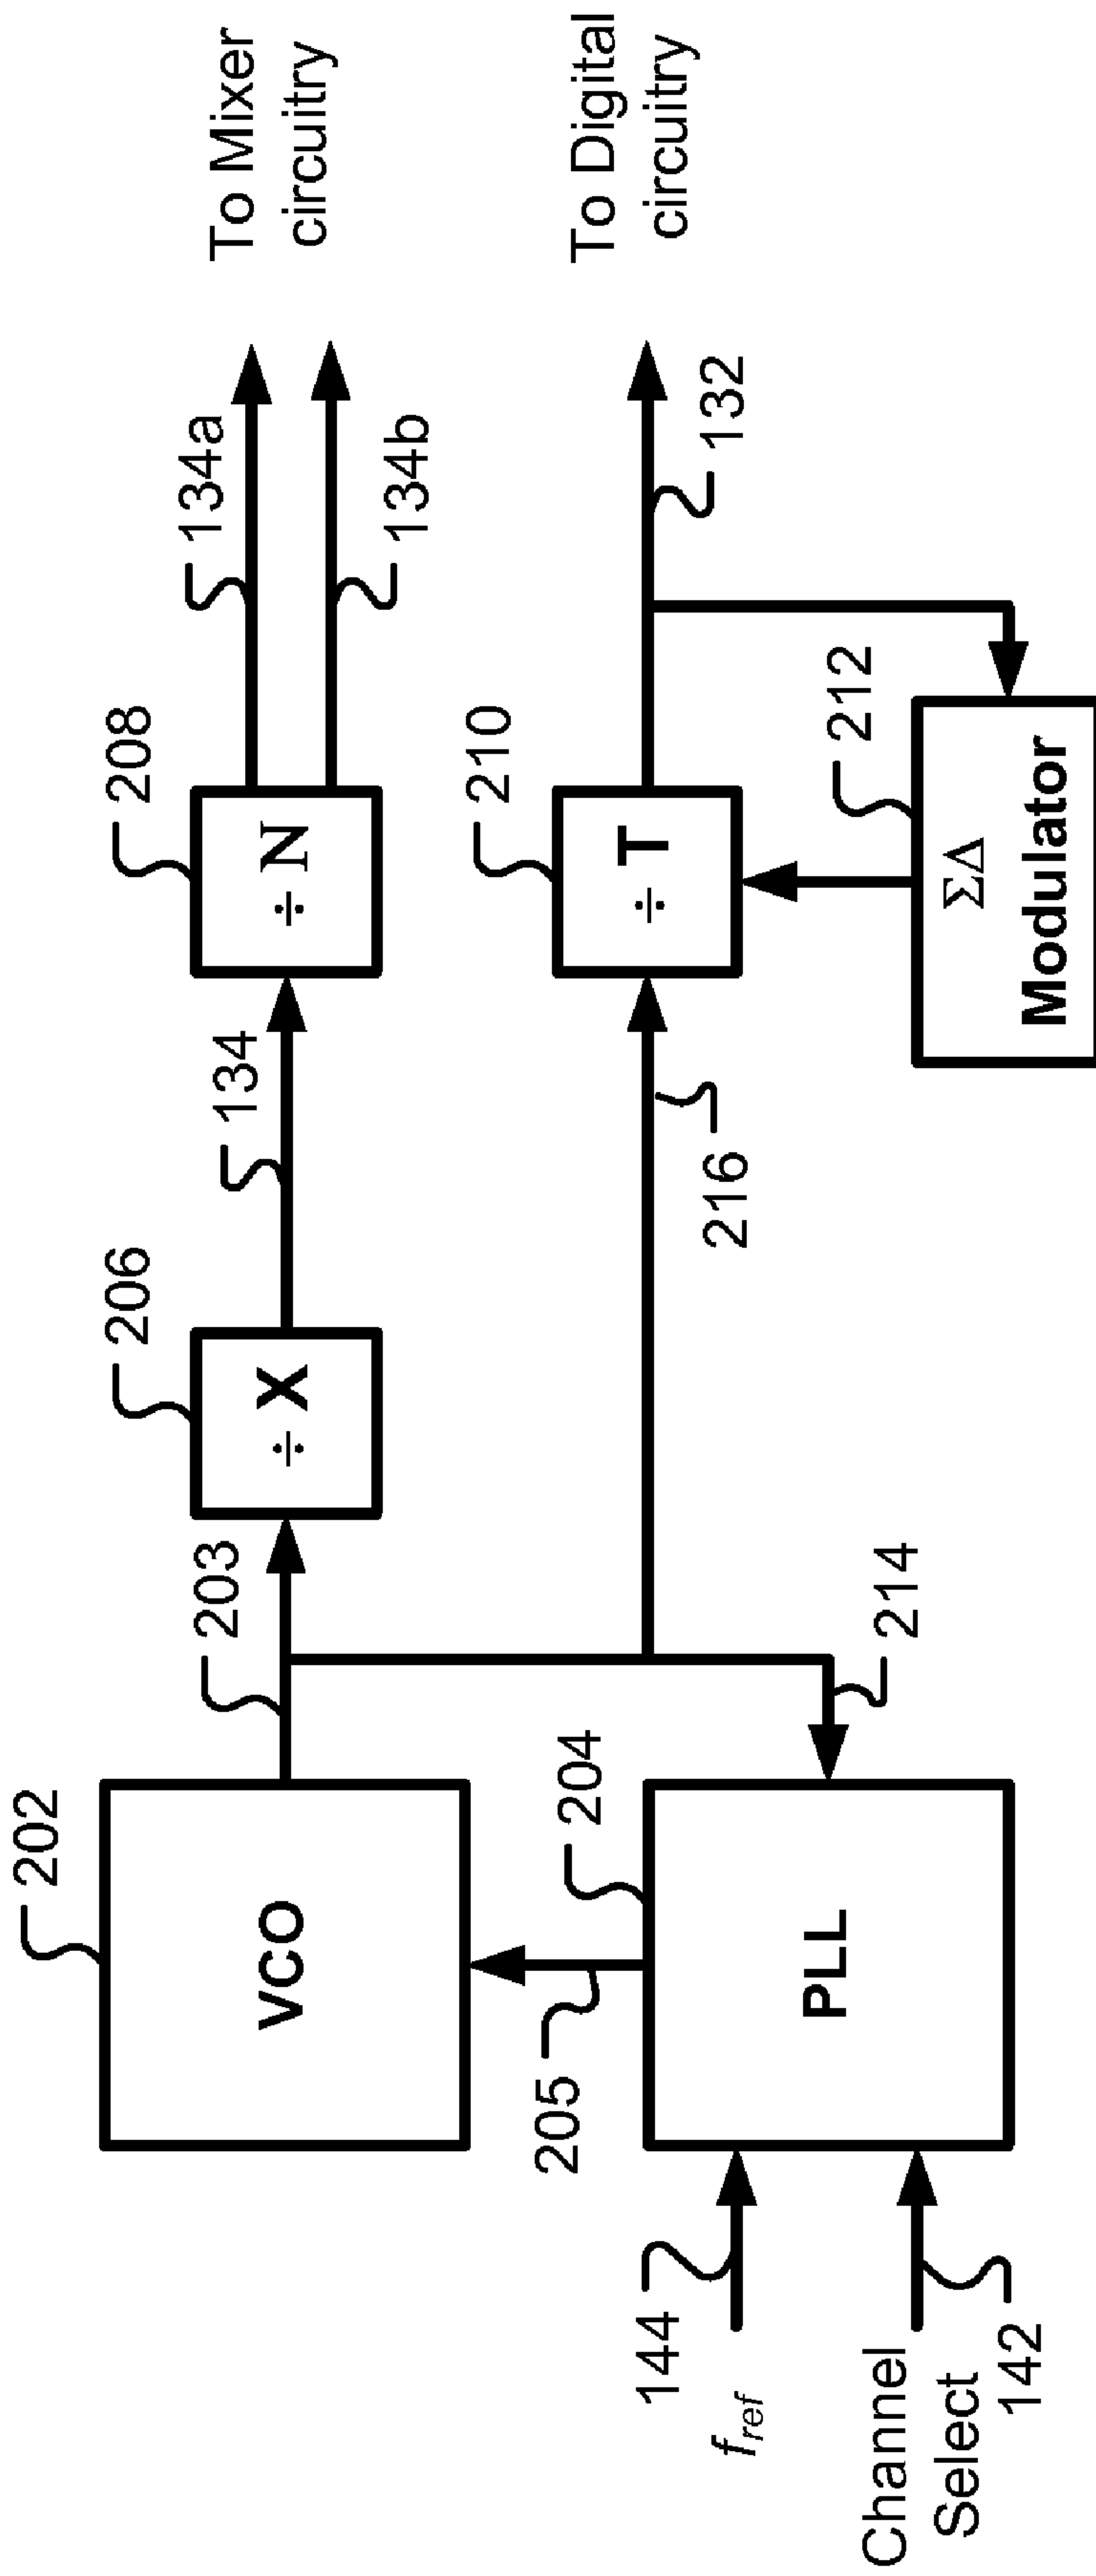 202
VCO
203
206
÷ X
134
208
÷ N
134a
134b
To Mixer
circuitry
205
204
144
f_ref
Channel
Select
142
PLL
214
216
210
÷ T
132
To Digital
circuitry
212
ΣΔ
Modulator